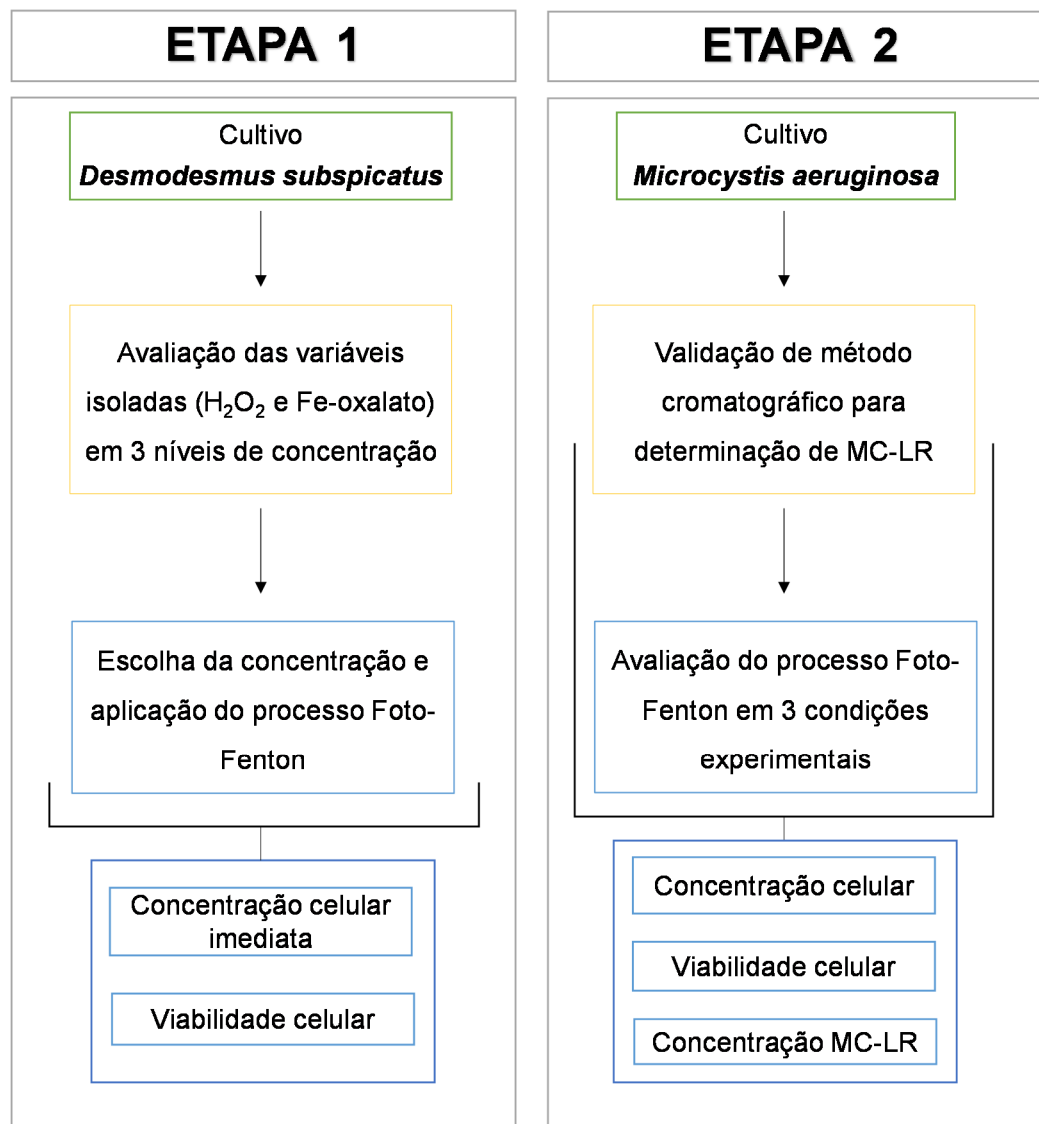 ETAPA 1
Cultivo
Desmodesmus subspicatus
Avaliação das variáveis
isoladas (H₂O₂ e Fe-oxalato)
em 3 níveis de concentração
Escolha da concentração e
aplicação do processo Foto-
Fenton
Concentração celular
imediata
Viabilidade celular
ETAPA 2
Cultivo
Microcystis aeruginosa
Validação de método
cromatográfico para
determinação de MC-LR
Avaliação do processo Foto-
Fenton em 3 condições
experimentais
Concentração celular
Viabilidade celular
Concentração MC-LR